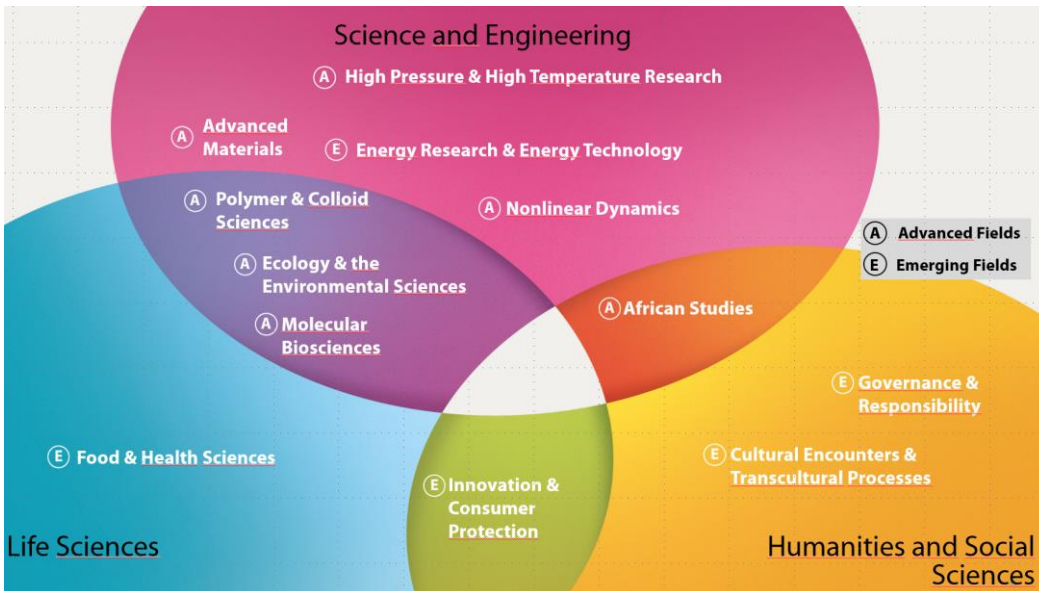 Science and Engineering
A High Pressure & High Temperature Research
A Advanced
Materials
E Energy Research & Energy Technology
A Polymer & Colloid
Sciences
A Nonlinear Dynamics
A Advanced Fields
E Emerging Fields
A Ecology & the
Environmental Sciences
A African Studies
A Molecular
Biosciences
E Governance &
Responsibility
E Food & Health Sciences
E Cultural Encounters &
Transcultural Processes
E Innovation &
Consumer
Protection
Life Sciences
Humanities and Social
Sciences